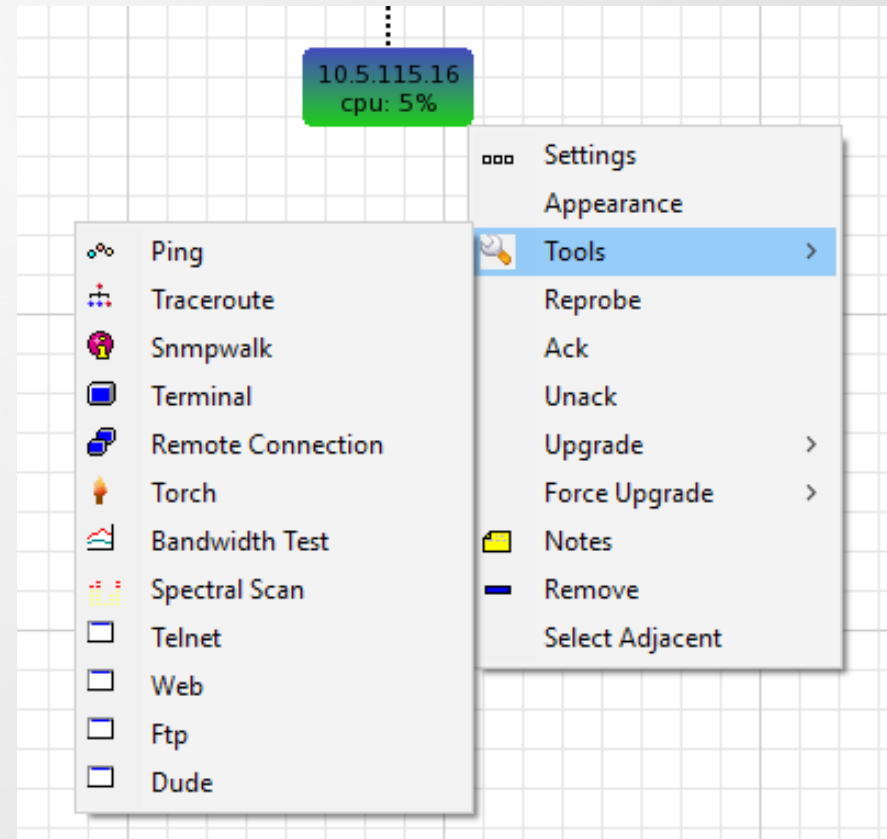 10.5.115.16
cpu: 5%
Settings
Appearance
Tools
Reprobe
Ack
Unack
Upgrade
Force Upgrade
Notes
Remove
Select Adjacent
Ping
Traceroute
Snmpwalk
Terminal
Remote Connection
Torch
Bandwidth Test
Spectral Scan
Telnet
Web
Ftp
Dude